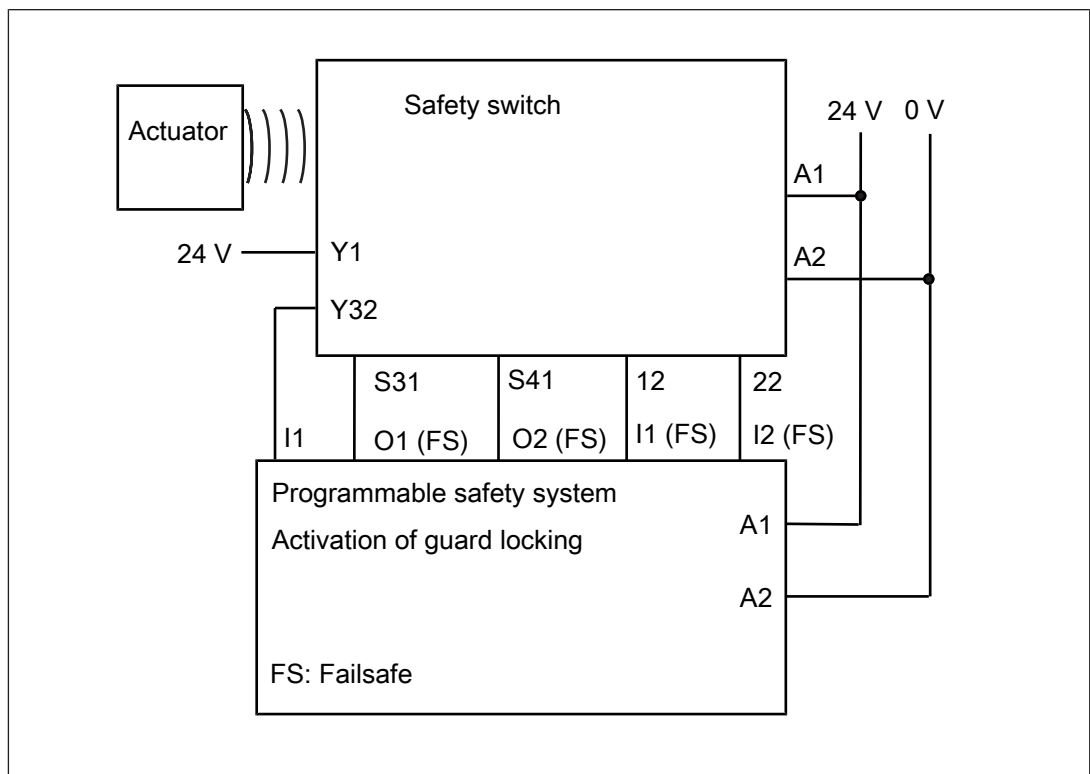 Actuator
Safety switch
24 V
0 V
A1
24 V
Y1
A2
Y32
S31
S41
12
22
I1
O1 (FS)
O2 (FS)
I1 (FS)
I2 (FS)
Programmable safety system
A1
Activation of guard locking
A2
FS: Failsafe